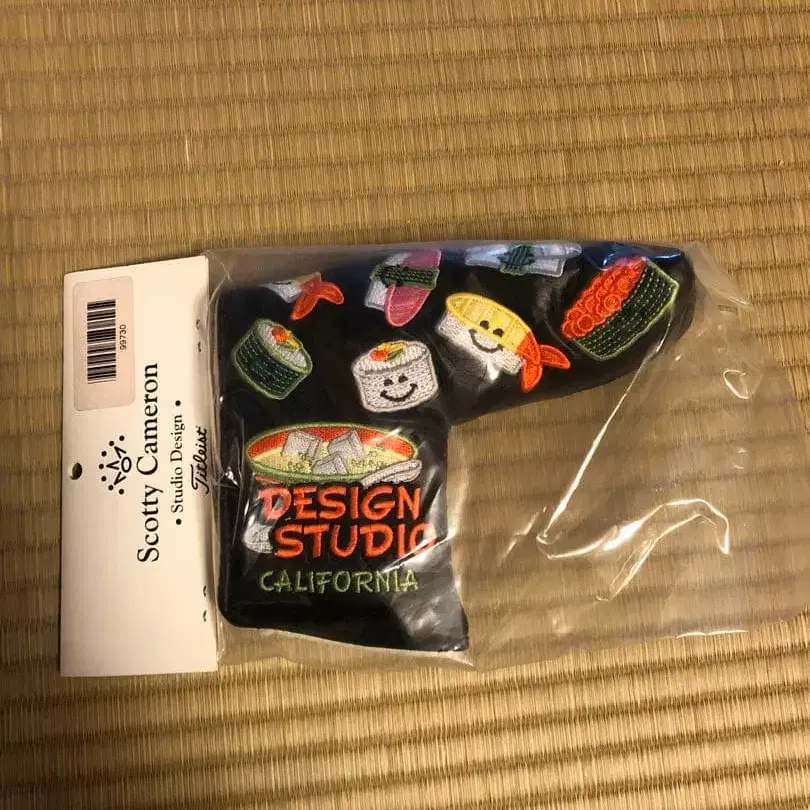 99730
Scotty Cameron
• Studio Design •
Titleist
DESIGN
STUDIO
CALIFORNIA